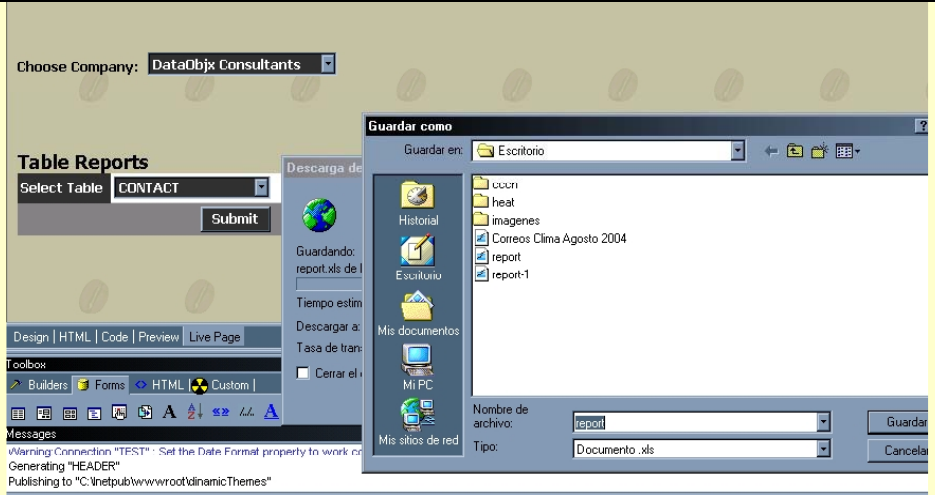 Choose Company: DataObjx Consultants
Table Reports
Select Table CONTACT
Submit
Design | HTML | Code | Preview | Live Page
Toolbox
Builders Forms HTML Custom
Messages
Warning:Connection "TEST" : Set the Date Format property to work
Generating "HEADER"
Publishing to "C:\Inetpub\wwwroot\dinamicThemes"
Descarga de
Guardando:
report.xls de
Tiempo estim
Descargar a:
Tasa de tran
Cerrar el
Guardar como
Guardar en: Escritorio
Historial
Escritorio
Mis documentos
Mi PC
Mis sitios de red
heat
imagenes
Correos Clima Agosto 2004
report
report-1
Nombre de
archivo: report
Guardar
Tipo: Documento .xls
Cancelar